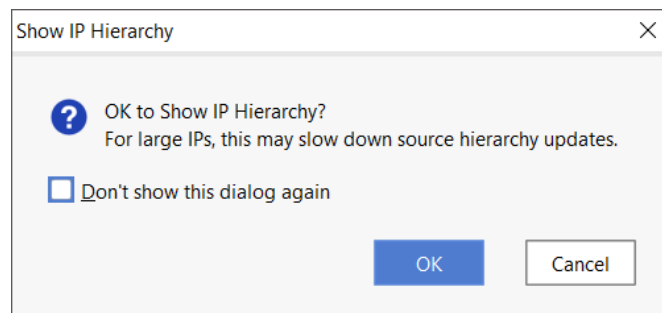 Show IP Hierarchy
OK to Show IP Hierarchy?
For large IPs, this may slow down source hierarchy updates.
Don't show this dialog again
OK
Cancel